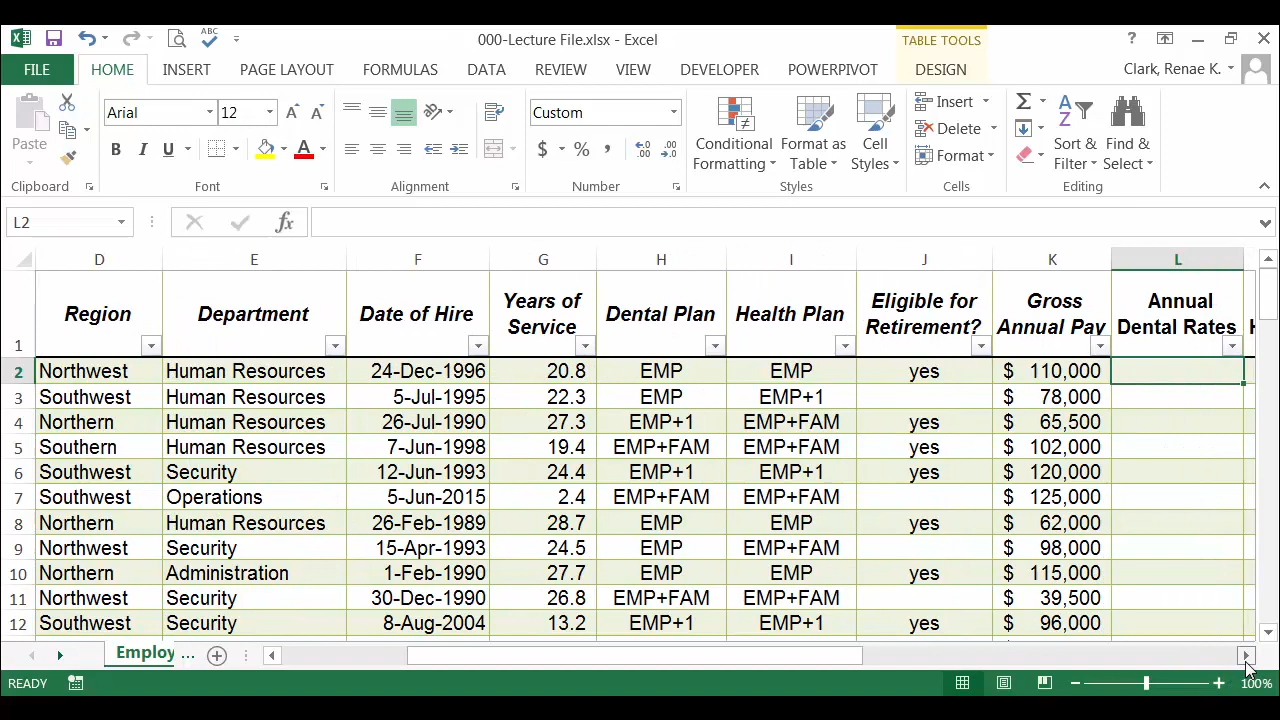 ABC
000-Lecture File.xlsx - Excel
TABLE TOOLS
?
FILE HOME INSERT PAGE LAYOUT FORMULAS DATA REVIEW VIEW DEVELOPER POWERPIVOT DESIGN Clark, Renae K.
Paste
Clipboard
Arial 12
B I U A
Font
Alignment
Custom
$ % ,
Number
Conditional Formatting
Format as Table
Cell Styles
Styles
Insert
Delete
Format
Cells
Sort & Filter
Find & Select
Editing
L2 fx
D E F G H I J K L
1 Region Department Date of Hire Years of Service Dental Plan Health Plan Eligible for Retirement? Gross Annual Pay Annual Dental Rates
2 Northwest Human Resources 24-Dec-1996 20.8 EMP EMP yes $ 110,000
3 Southwest Human Resources 5-Jul-1995 22.3 EMP EMP+1 $ 78,000
4 Northern Human Resources 26-Jul-1990 27.3 EMP+1 EMP+FAM yes $ 65,500
5 Southern Human Resources 7-Jun-1998 19.4 EMP+FAM EMP+FAM yes $ 102,000
6 Southwest Security 12-Jun-1993 24.4 EMP+1 EMP+1 yes $ 120,000
7 Southwest Operations 5-Jun-2015 2.4 EMP+FAM EMP+FAM $ 125,000
8 Northern Human Resources 26-Feb-1989 28.7 EMP EMP yes $ 62,000
9 Northwest Security 15-Apr-1993 24.5 EMP EMP+FAM $ 98,000
10 Northern Administration 1-Feb-1990 27.7 EMP EMP+FAM yes $ 115,000
11 Northwest Security 30-Dec-1990 26.8 EMP+FAM EMP+FAM $ 39,500
12 Southwest Security 8-Aug-2004 13.2 EMP+1 EMP+1 yes $ 96,000
Employ ...
READY 100%